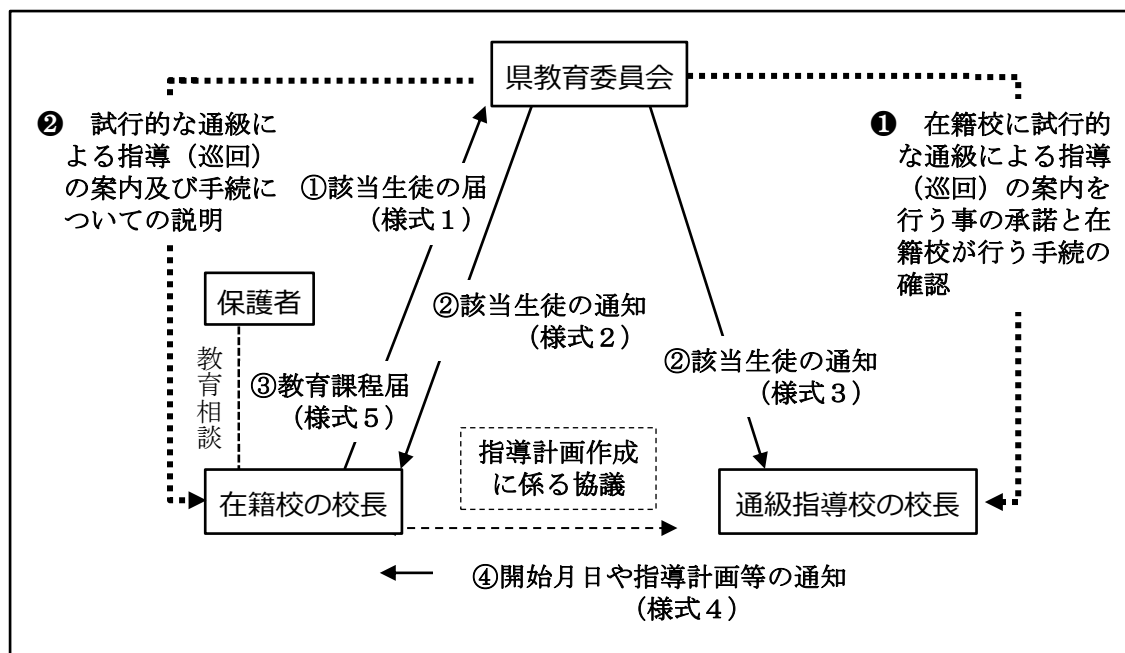 県教育委員会
❷ 試行的な通級に
よる指導（巡回）
の案内及び手続に
ついての説明
❶ 在籍校に試行的
な通級による指導
（巡回）の案内を
行う事の承諾と在
籍校が行う手続の
確認
①該当生徒の届
（様式１）
保護者
②該当生徒の通知
（様式２）
教育相談
②該当生徒の通知
（様式３）
③教育課程届
（様式５）
指導計画作成
に係る協議
在籍校の校長
通級指導校の校長
④開始月日や指導計画等の通知
（様式４）